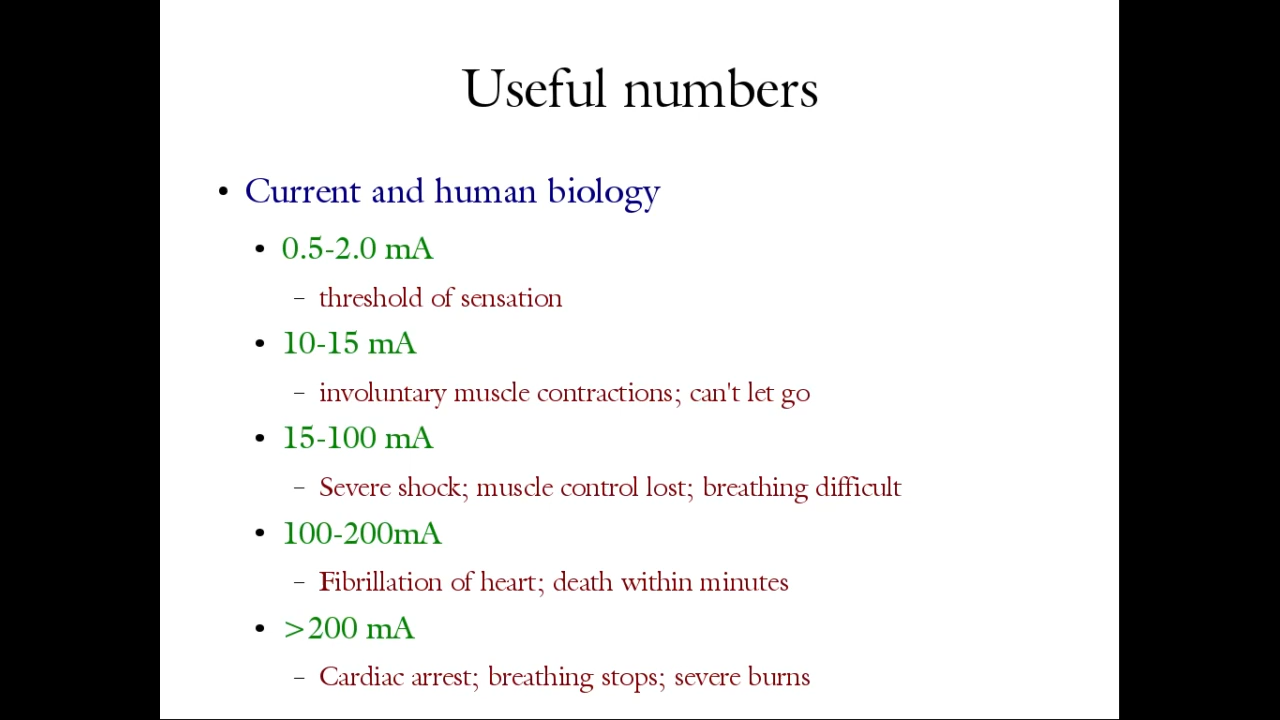 Useful numbers
• Current and human biology
• 0.5-2.0 mA
– threshold of sensation
• 10-15 mA
– involuntary muscle contractions; can't let go
• 15-100 mA
– Severe shock; muscle control lost; breathing difficult
• 100-200mA
– Fibrillation of heart; death within minutes
• >200 mA
– Cardiac arrest; breathing stops; severe burns